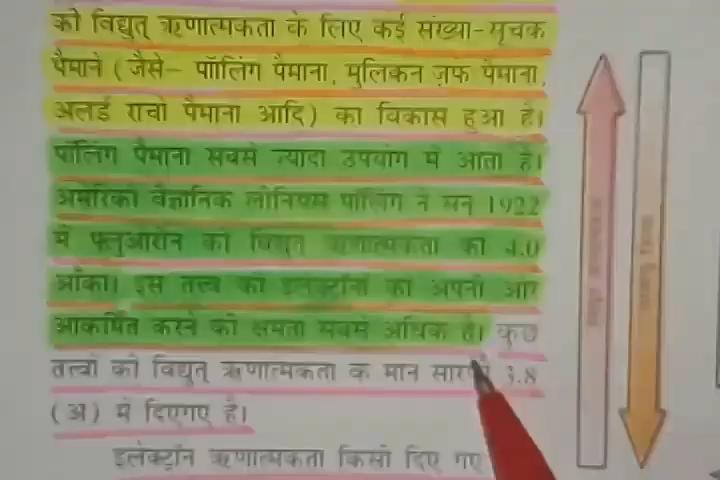 की विद्युत् ऋणात्मकता के लिए कई संख्या-सूचक
पैमाने (जैसे- पॉलिंग पैमाना, मुलिकन ज़फ पैमाना,
अलर्ड राचो पैमाना आदि) का विकास हुआ है।
पॉलिंग पैमाना सबसे ज्यादा उपयोग में आता है।
अमेरिकी वैज्ञानिक लीनियस पॉलिंग ने सन् 1922
में फ्लुओरीन की विद्युत् ऋणात्मकता को 4.0
आँका। इस तत्त्व की इलेक्ट्रॉनों को अपनी ओर
आकर्षित करने की क्षमता सबसे अधिक है। कुछ
तत्त्वों की विद्युत् ऋणात्मकता के मान सारणी 3.8
(अ) में दिएगए हैं।
इलेक्ट्रॉन ऋणात्मकता किसी दिए गए